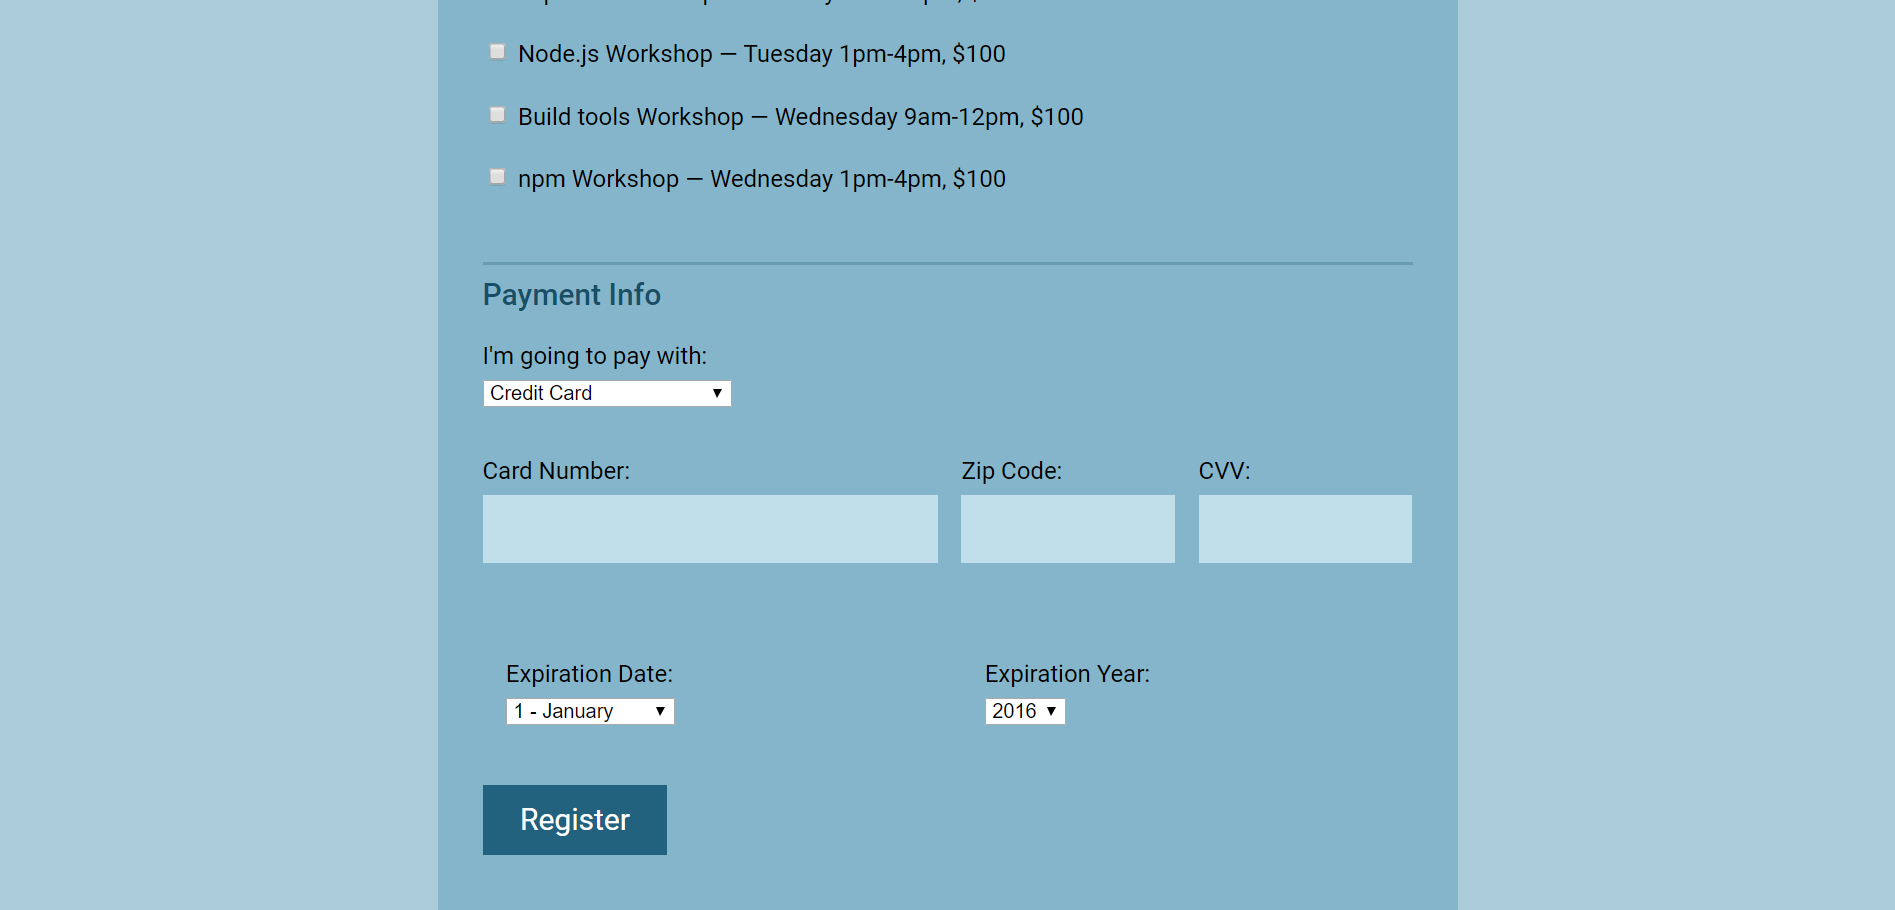 Node.js Workshop — Tuesday 1pm-4pm, $100
Build tools Workshop — Wednesday 9am-12pm, $100
npm Workshop — Wednesday 1pm-4pm, $100
Payment Info
I'm going to pay with:
Credit Card
Card Number: Zip Code: CVV:
Expiration Date: Expiration Year:
1 - January 2016
Register